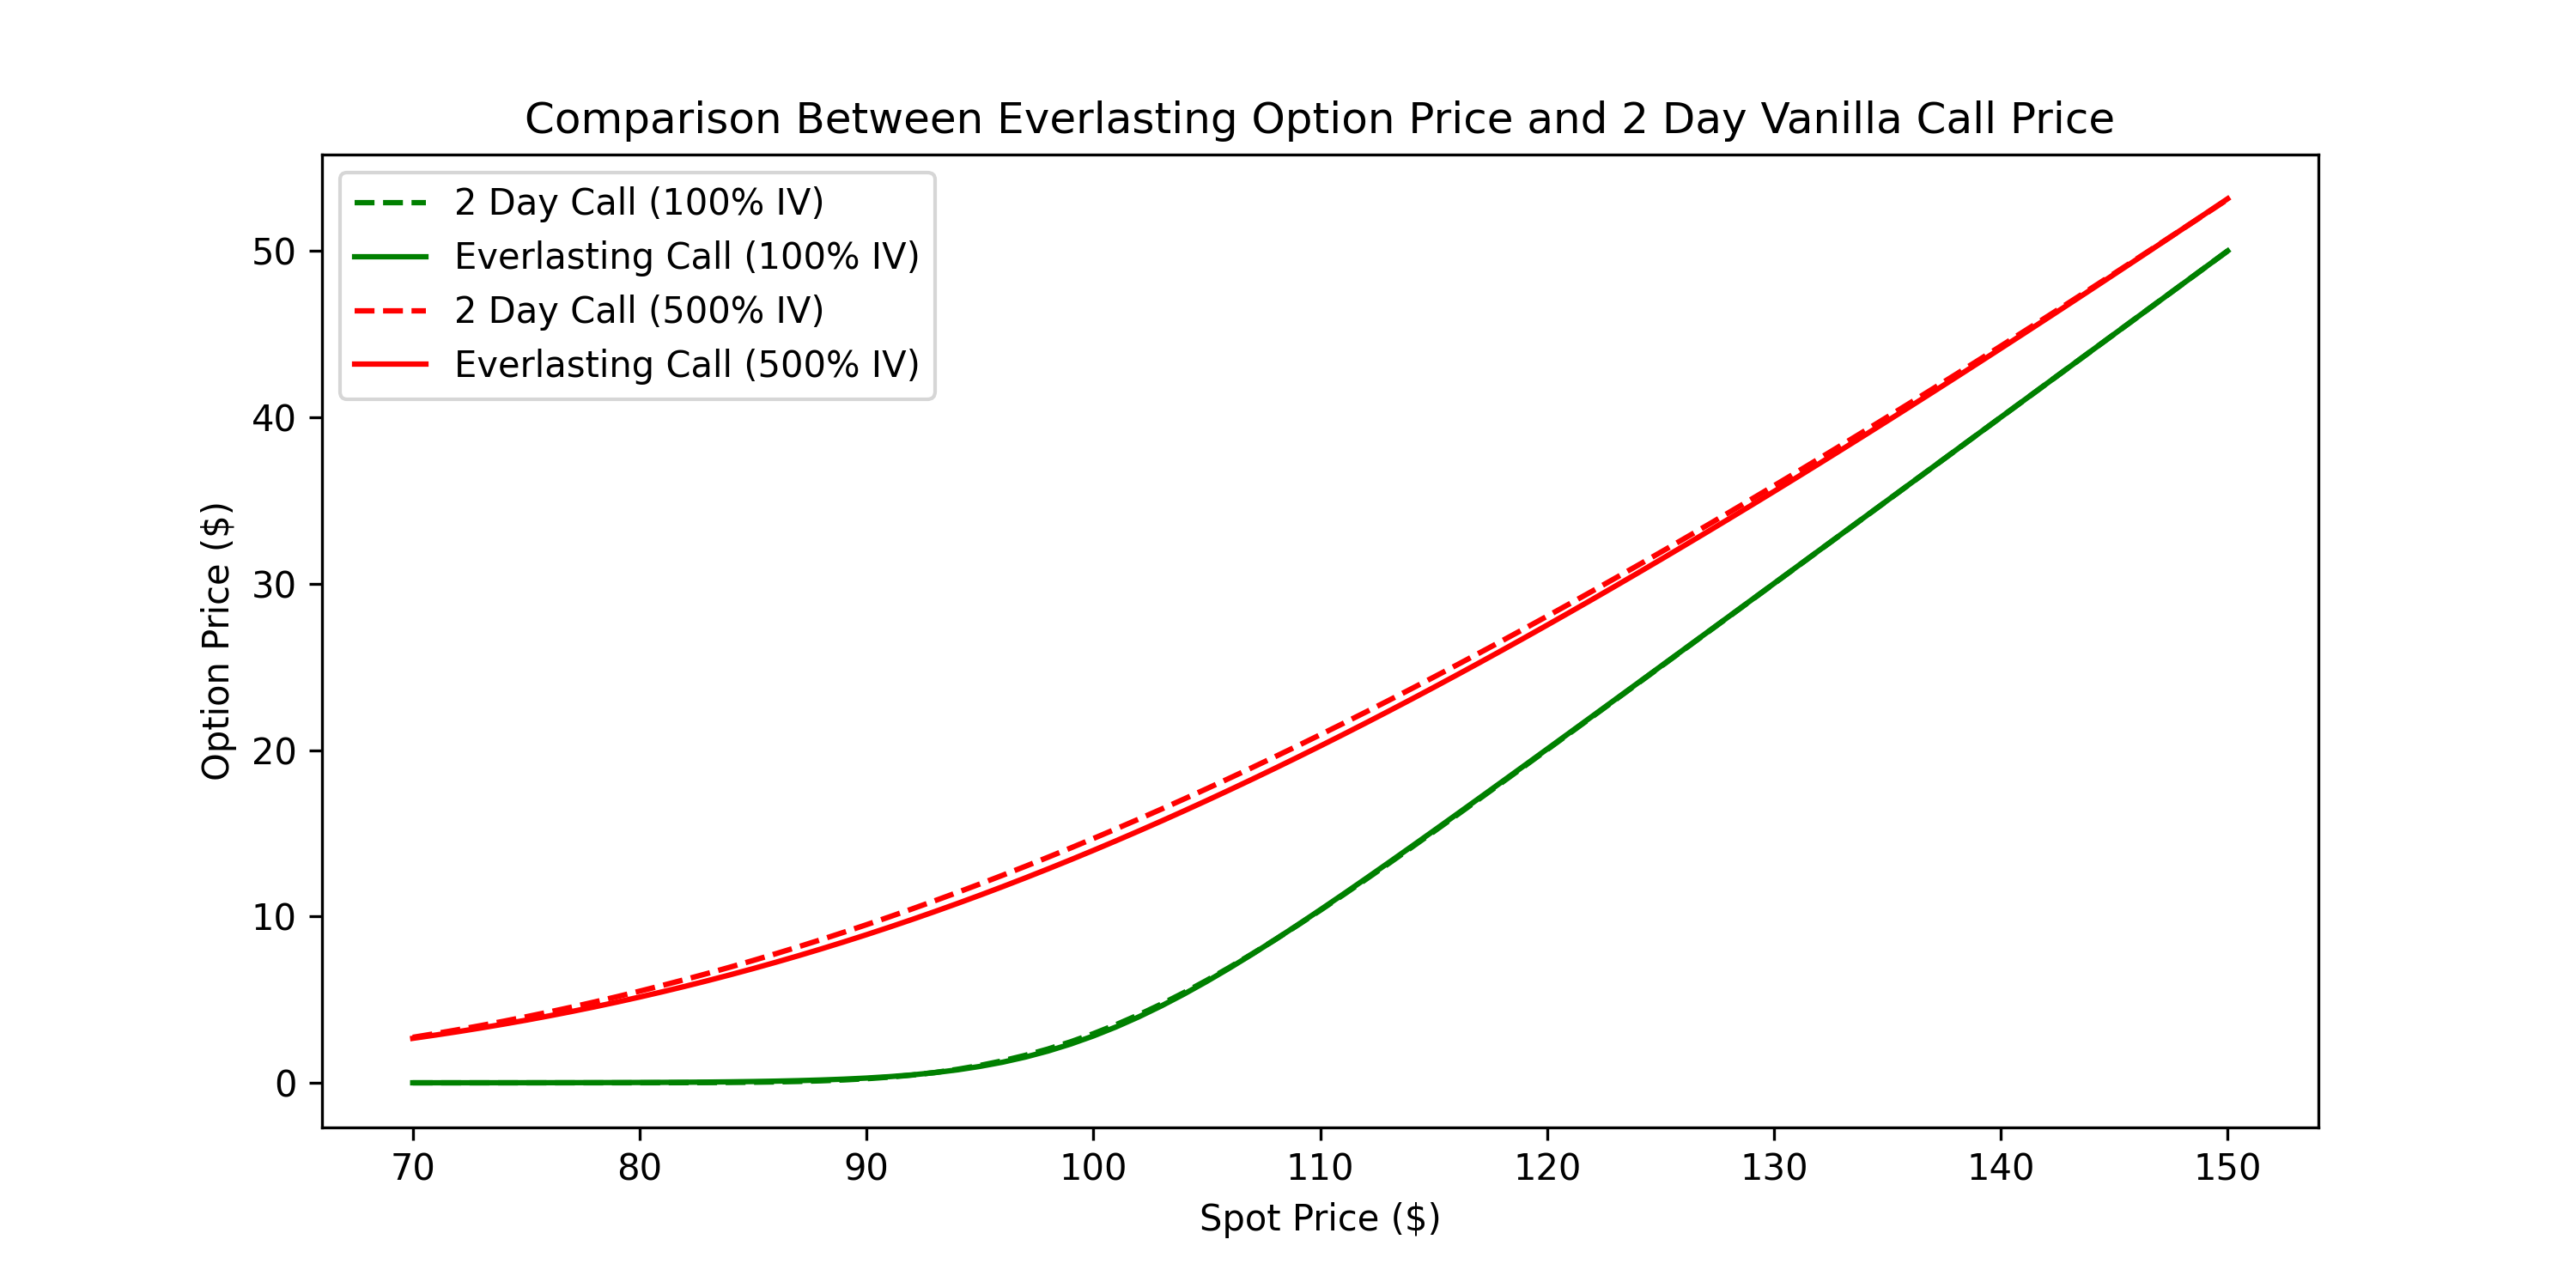 Comparison Between Everlasting Option Price and 2 Day Vanilla Call Price
2 Day Call (100% IV)
Everlasting Call (100% IV)
2 Day Call (500% IV)
Everlasting Call (500% IV)
Option Price ($)
50
40
30
20
10
0
70 80 90 100 110 120 130 140 150
Spot Price ($)